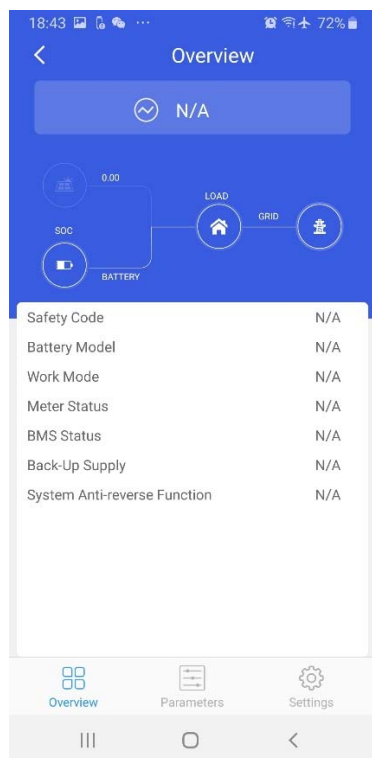 18:43 72%
Overview
N/A
0.00
LOAD
GRID
SOC
BATTERY
Safety Code N/A
Battery Model N/A
Work Mode N/A
Meter Status N/A
BMS Status N/A
Back-Up Supply N/A
System Anti-reverse Function N/A
Overview Parameters Settings